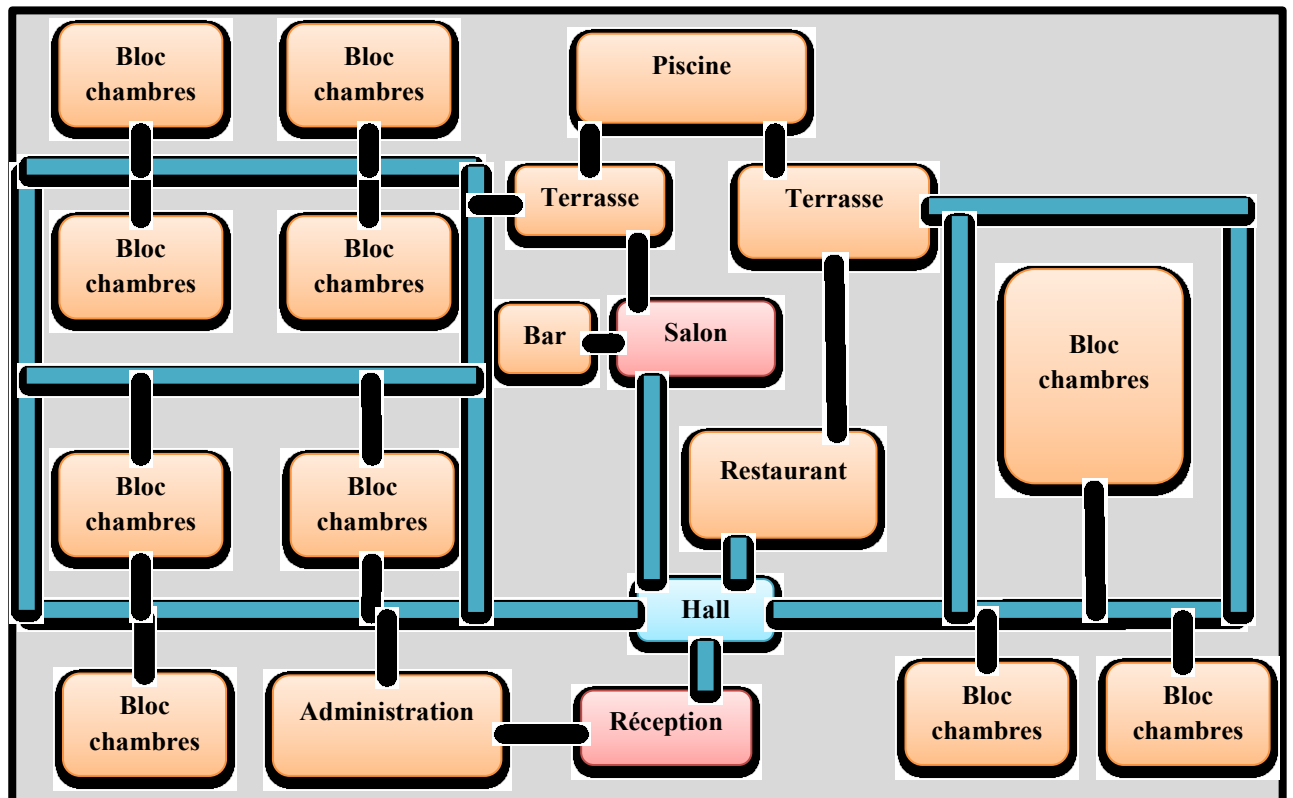 Bloc
chambres
Bloc
chambres
Piscine
Terrasse
Terrasse
Bloc
chambres
Bloc
chambres
Bar
Salon
Bloc
chambres
Restaurant
Bloc
chambres
Bloc
chambres
Hall
Bloc
chambres
Administration
Réception
Bloc
chambres
Bloc
chambres